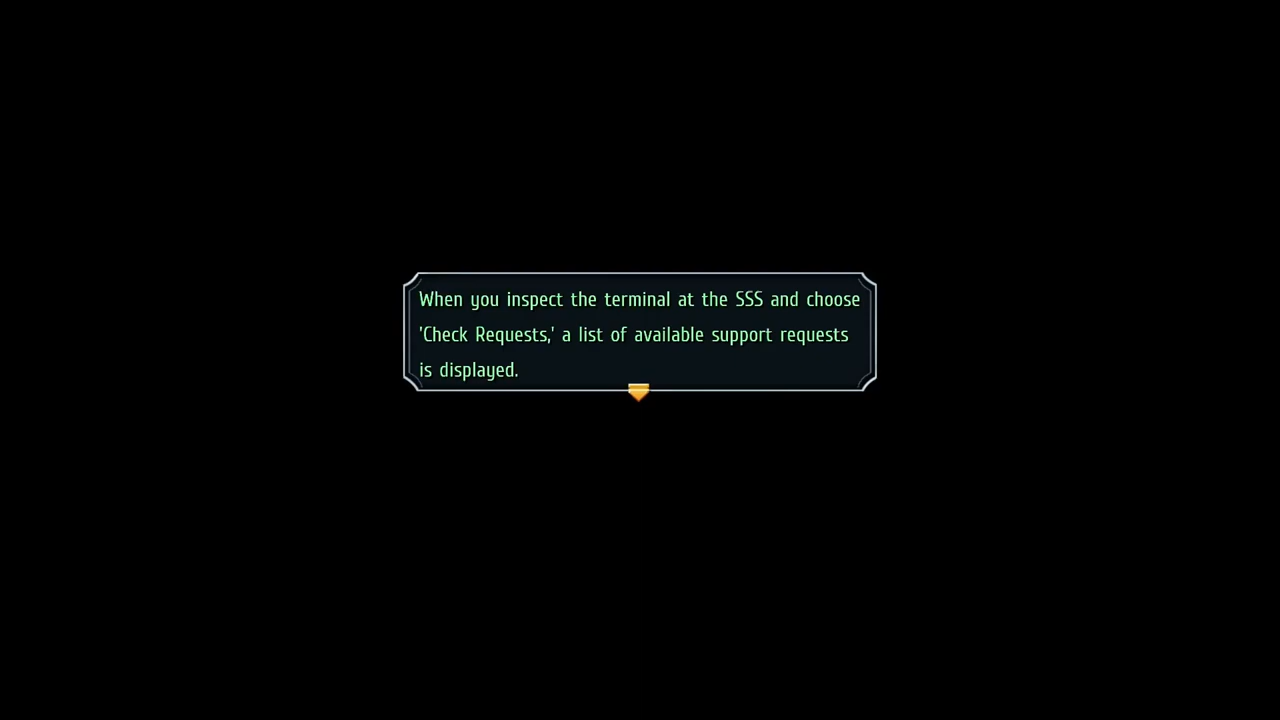 When you inspect the terminal at the SSS and choose
'Check Requests,' a list of available support requests
is displayed.